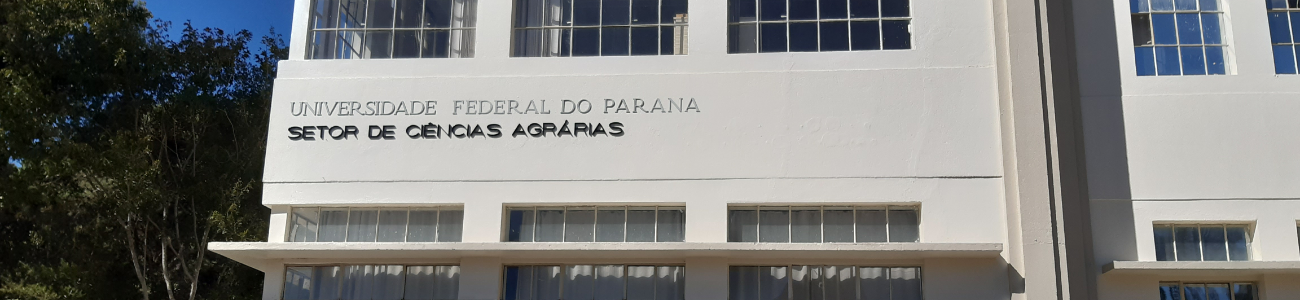 UNIVERSIDADE FEDERAL DO PARANA
SETOR DE CIÊNCIAS AGRÁRIAS